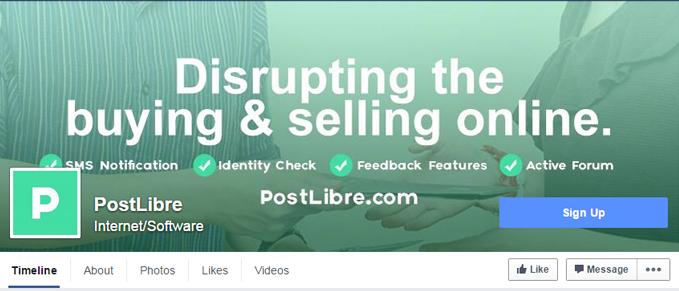 Disrupting the
buying & selling online.
SMS Notification Identity Check Feedback Features Active Forum
PostLibre.com
P
PostLibre
Internet/Software
Sign Up
Timeline About Photos Likes Videos Like Message